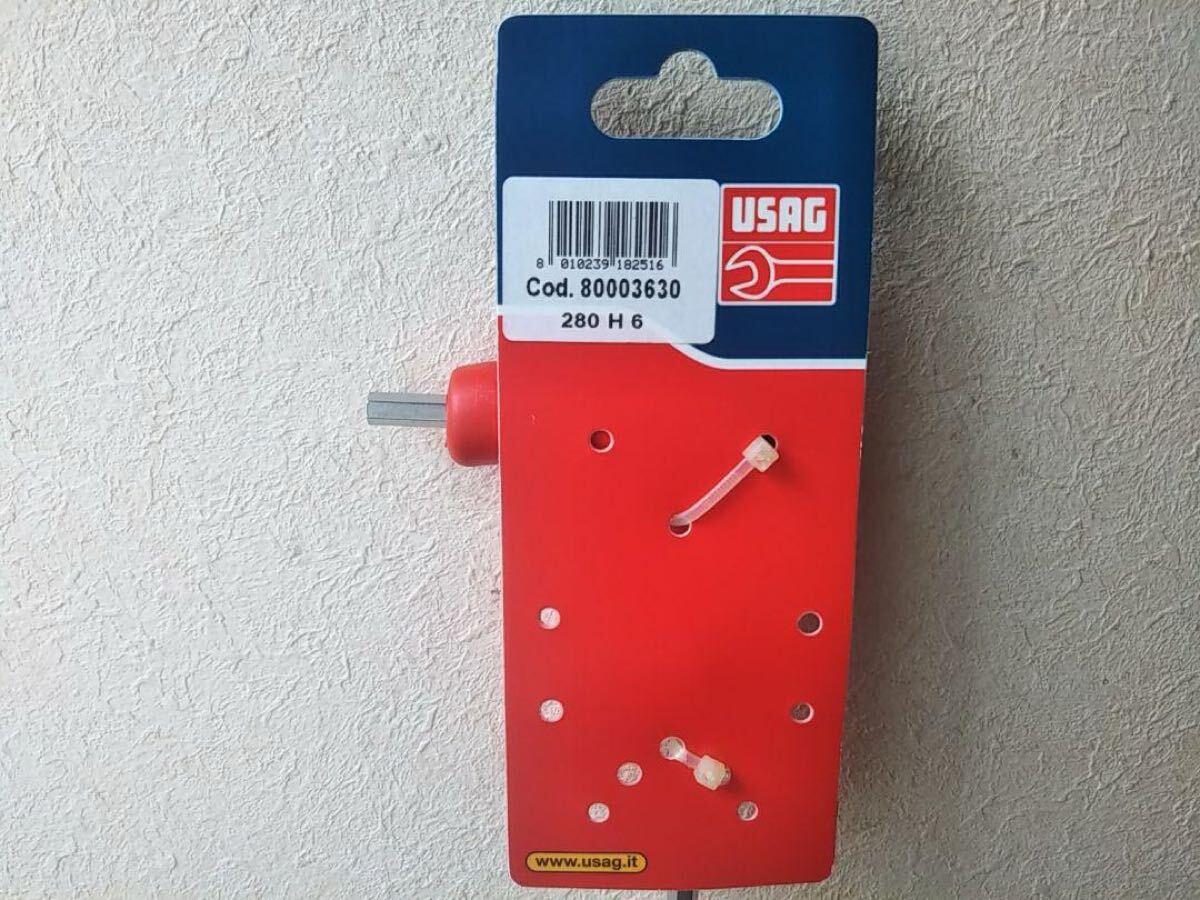 USAG
8 010239 182516
Cod. 80003630
280 H 6
www.usag.it